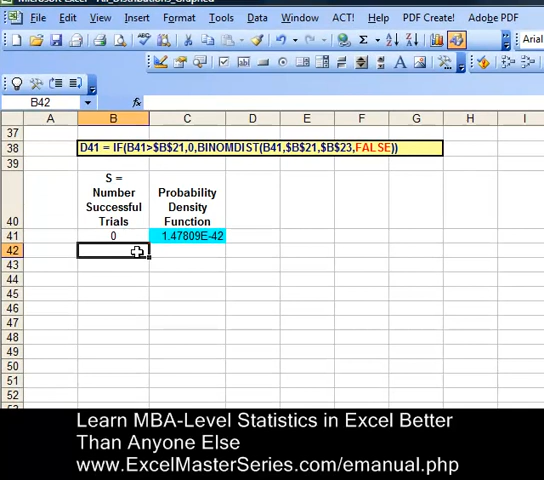 Microsoft Excel - All_Distributions_Graphed
File Edit View Insert Format Tools Data Window ACT! Help PDF Create! Adobe PDF
Σ Arial
B42 fx
A B C D E F G H I
37
38 D41 = IF(B41>$B$21,0,BINOMDIST(B41,$B$21,$B$23,FALSE))
39
S =
Number Probability
Successful Density
40 Trials Function
41 0 1.47809E-42
42
43
44
45
46
47
48
49
50
51
52
Learn MBA-Level Statistics in Excel Better
Than Anyone Else
www.ExcelMasterSeries.com/emanual.php